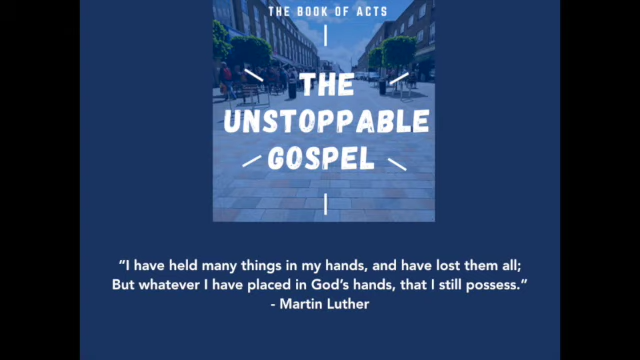 THE BOOK OF ACTS
THE
UNSTOPPABLE
GOSPEL
“I have held many things in my hands, and have lost them all;
But whatever I have placed in God’s hands, that I still possess.”
- Martin Luther